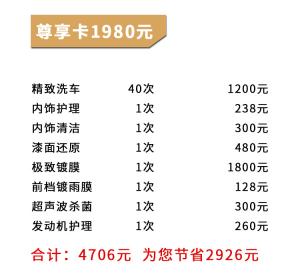 尊享卡1980元
精致洗车 40次 1200元
内饰护理 1次 238元
内饰清洁 1次 300元
漆面还原 1次 480元
极致镀膜 1次 1800元
前档镀雨膜 1次 128元
超声波杀菌 1次 300元
发动机护理 1次 260元
合计：4706元 为您节省2926元